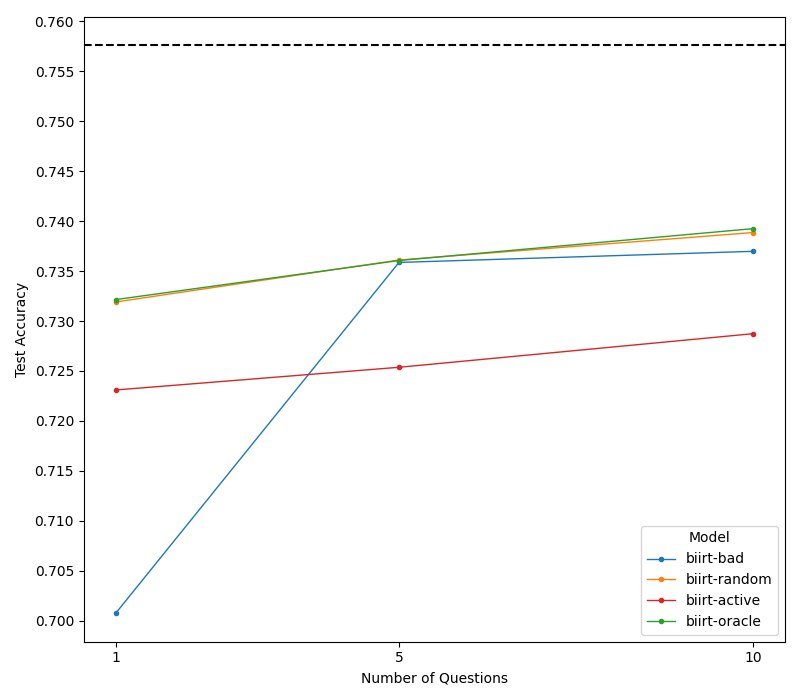 0.760
0.755
0.750
0.745
0.740
0.735
0.730
0.725
0.720
0.715
0.710
0.705
0.700
Test Accuracy
1 5 10
Number of Questions
Model
biirt-bad
biirt-random
biirt-active
biirt-oracle